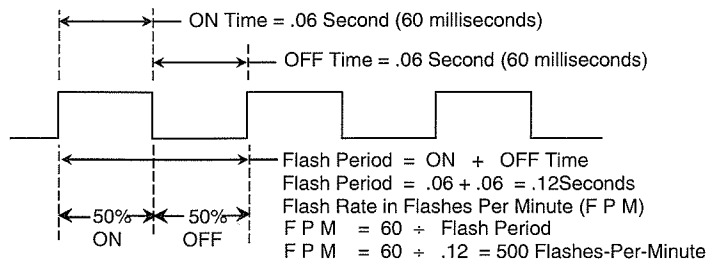 ON Time = .06 Second (60 milliseconds)
OFF Time = .06 Second (60 milliseconds)
Flash Period = ON + OFF Time
Flash Period = .06 + .06 = .12Seconds
Flash Rate in Flashes Per Minute (F P M)
50% 50%
ON OFF
F P M = 60 ÷ Flash Period
F P M = 60 ÷ .12 = 500 Flashes-Per-Minute